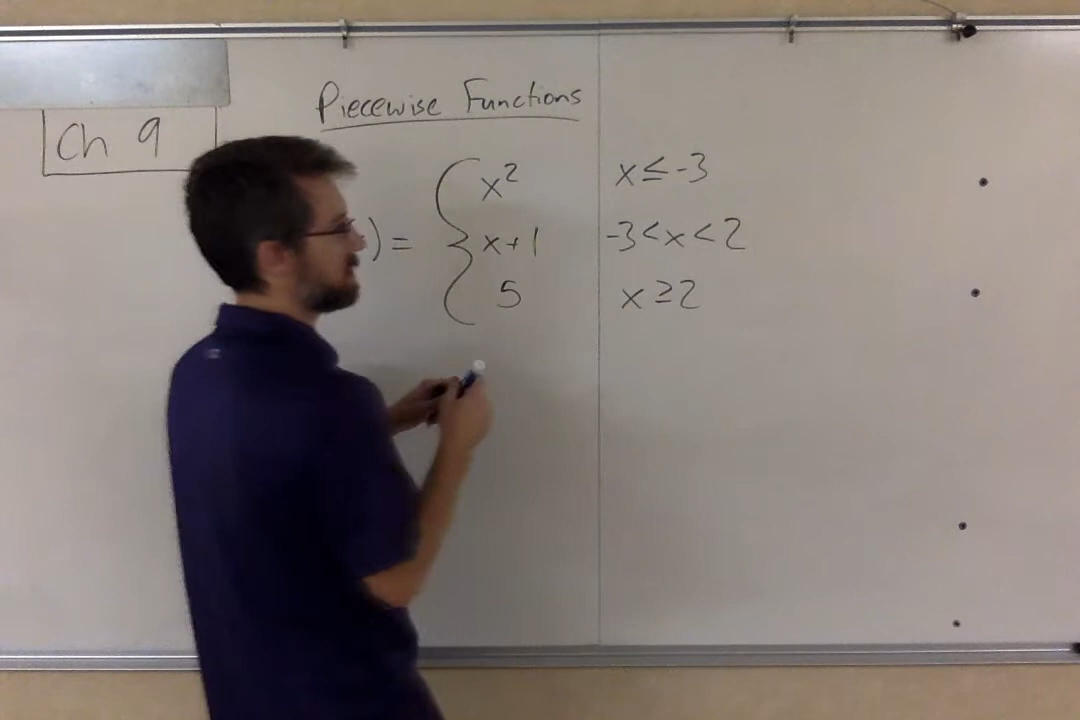 Piecewise Functions
Ch 9
x² x≤-3
)= { x+1 -3<x<2
5 x≥2